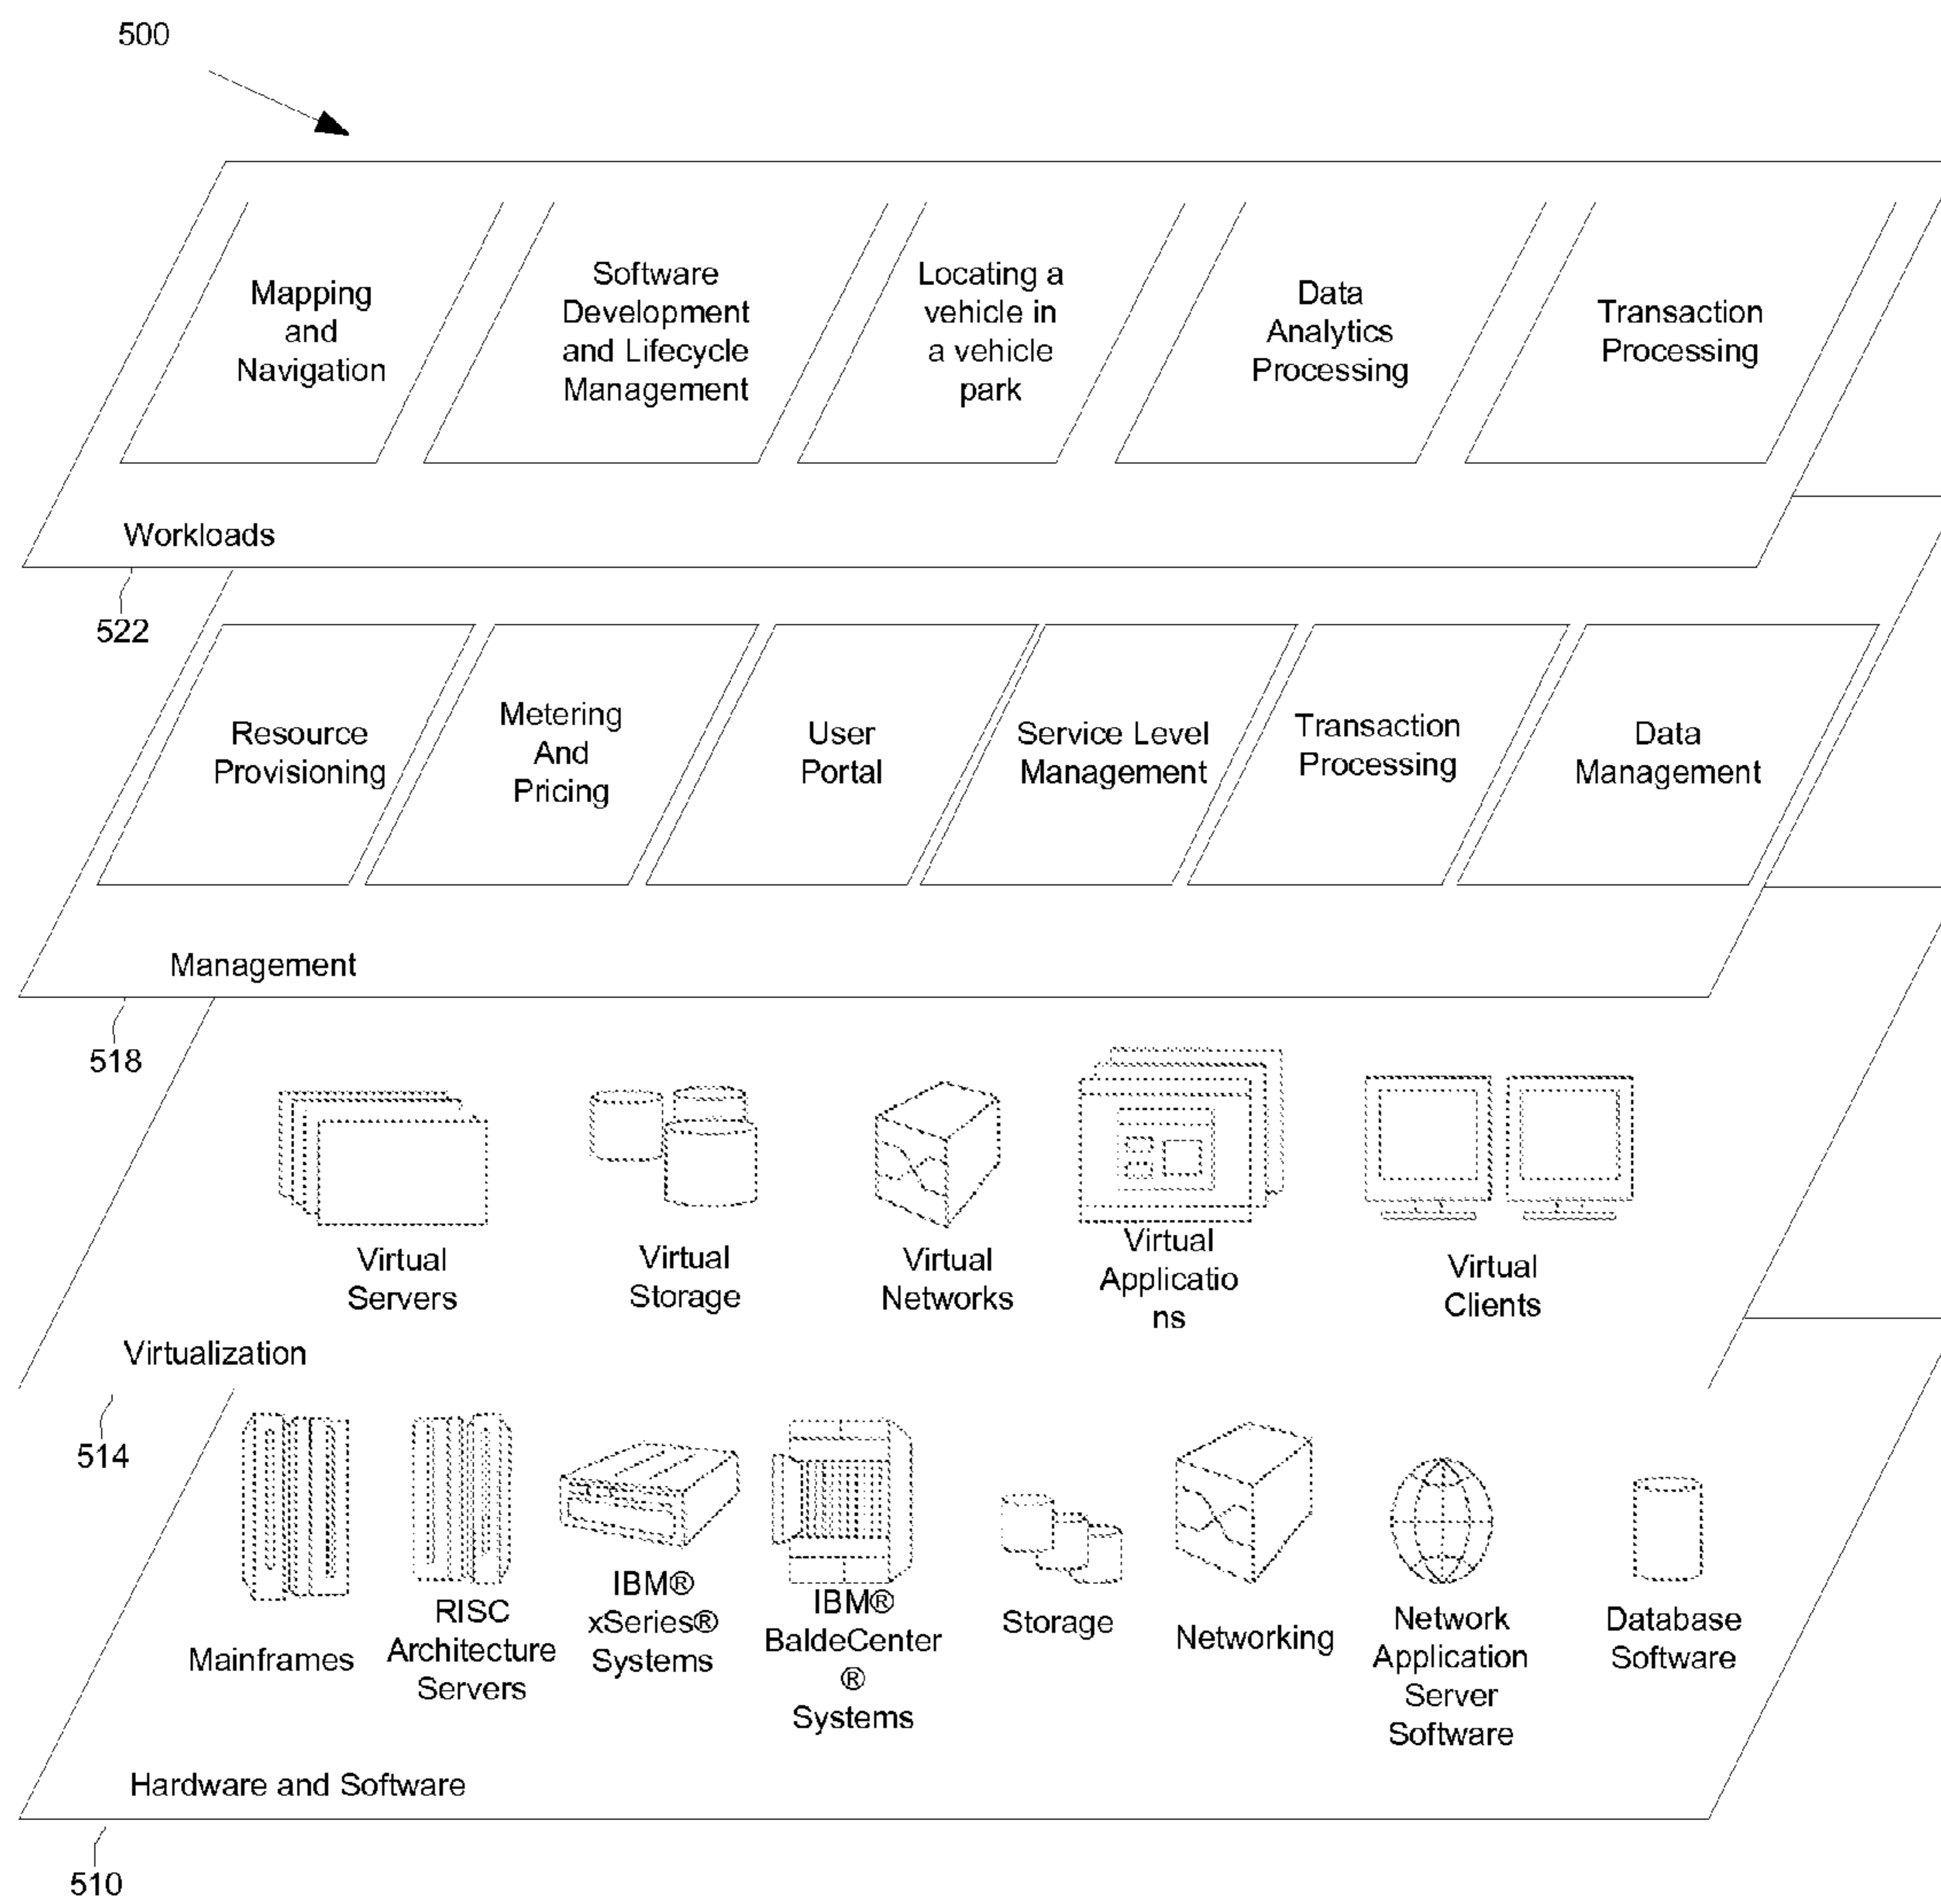 500
Mapping
and
Navigation
Software
Development
and Lifecycle
Management
Locating a
vehicle in
a vehicle
park
Data
Analytics
Processing
Transaction
Processing
Workloads
522
Resource
Provisioning
Metering
And
Pricing
User
Portal
Service Level
Management
Transaction
Processing
Data
Management
Management
518
Virtual
Servers
Virtual
Storage
Virtual
Networks
Virtual
Applicatio
ns
Virtual
Clients
Virtualization
514
Mainframes
RISC
Architecture
Servers
IBM®
xSeries®
Systems
IBM®
BaldeCenter
®
Systems
Storage
Networking
Network
Application
Server
Software
Database
Software
Hardware and Software
510